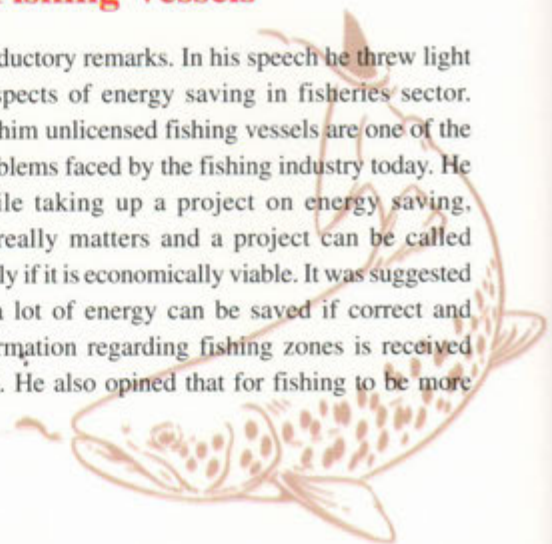 Fishing Vessels
ductory remarks. In his speech he threw light
spects of energy saving in fisheries sector.
him unlicensed fishing vessels are one of the
blems faced by the fishing industry today. He
ile taking up a project on energy saving,
really matters and a project can be called
ly if it is economically viable. It was suggested
a lot of energy can be saved if correct and
rmation regarding fishing zones is received
. He also opined that for fishing to be more